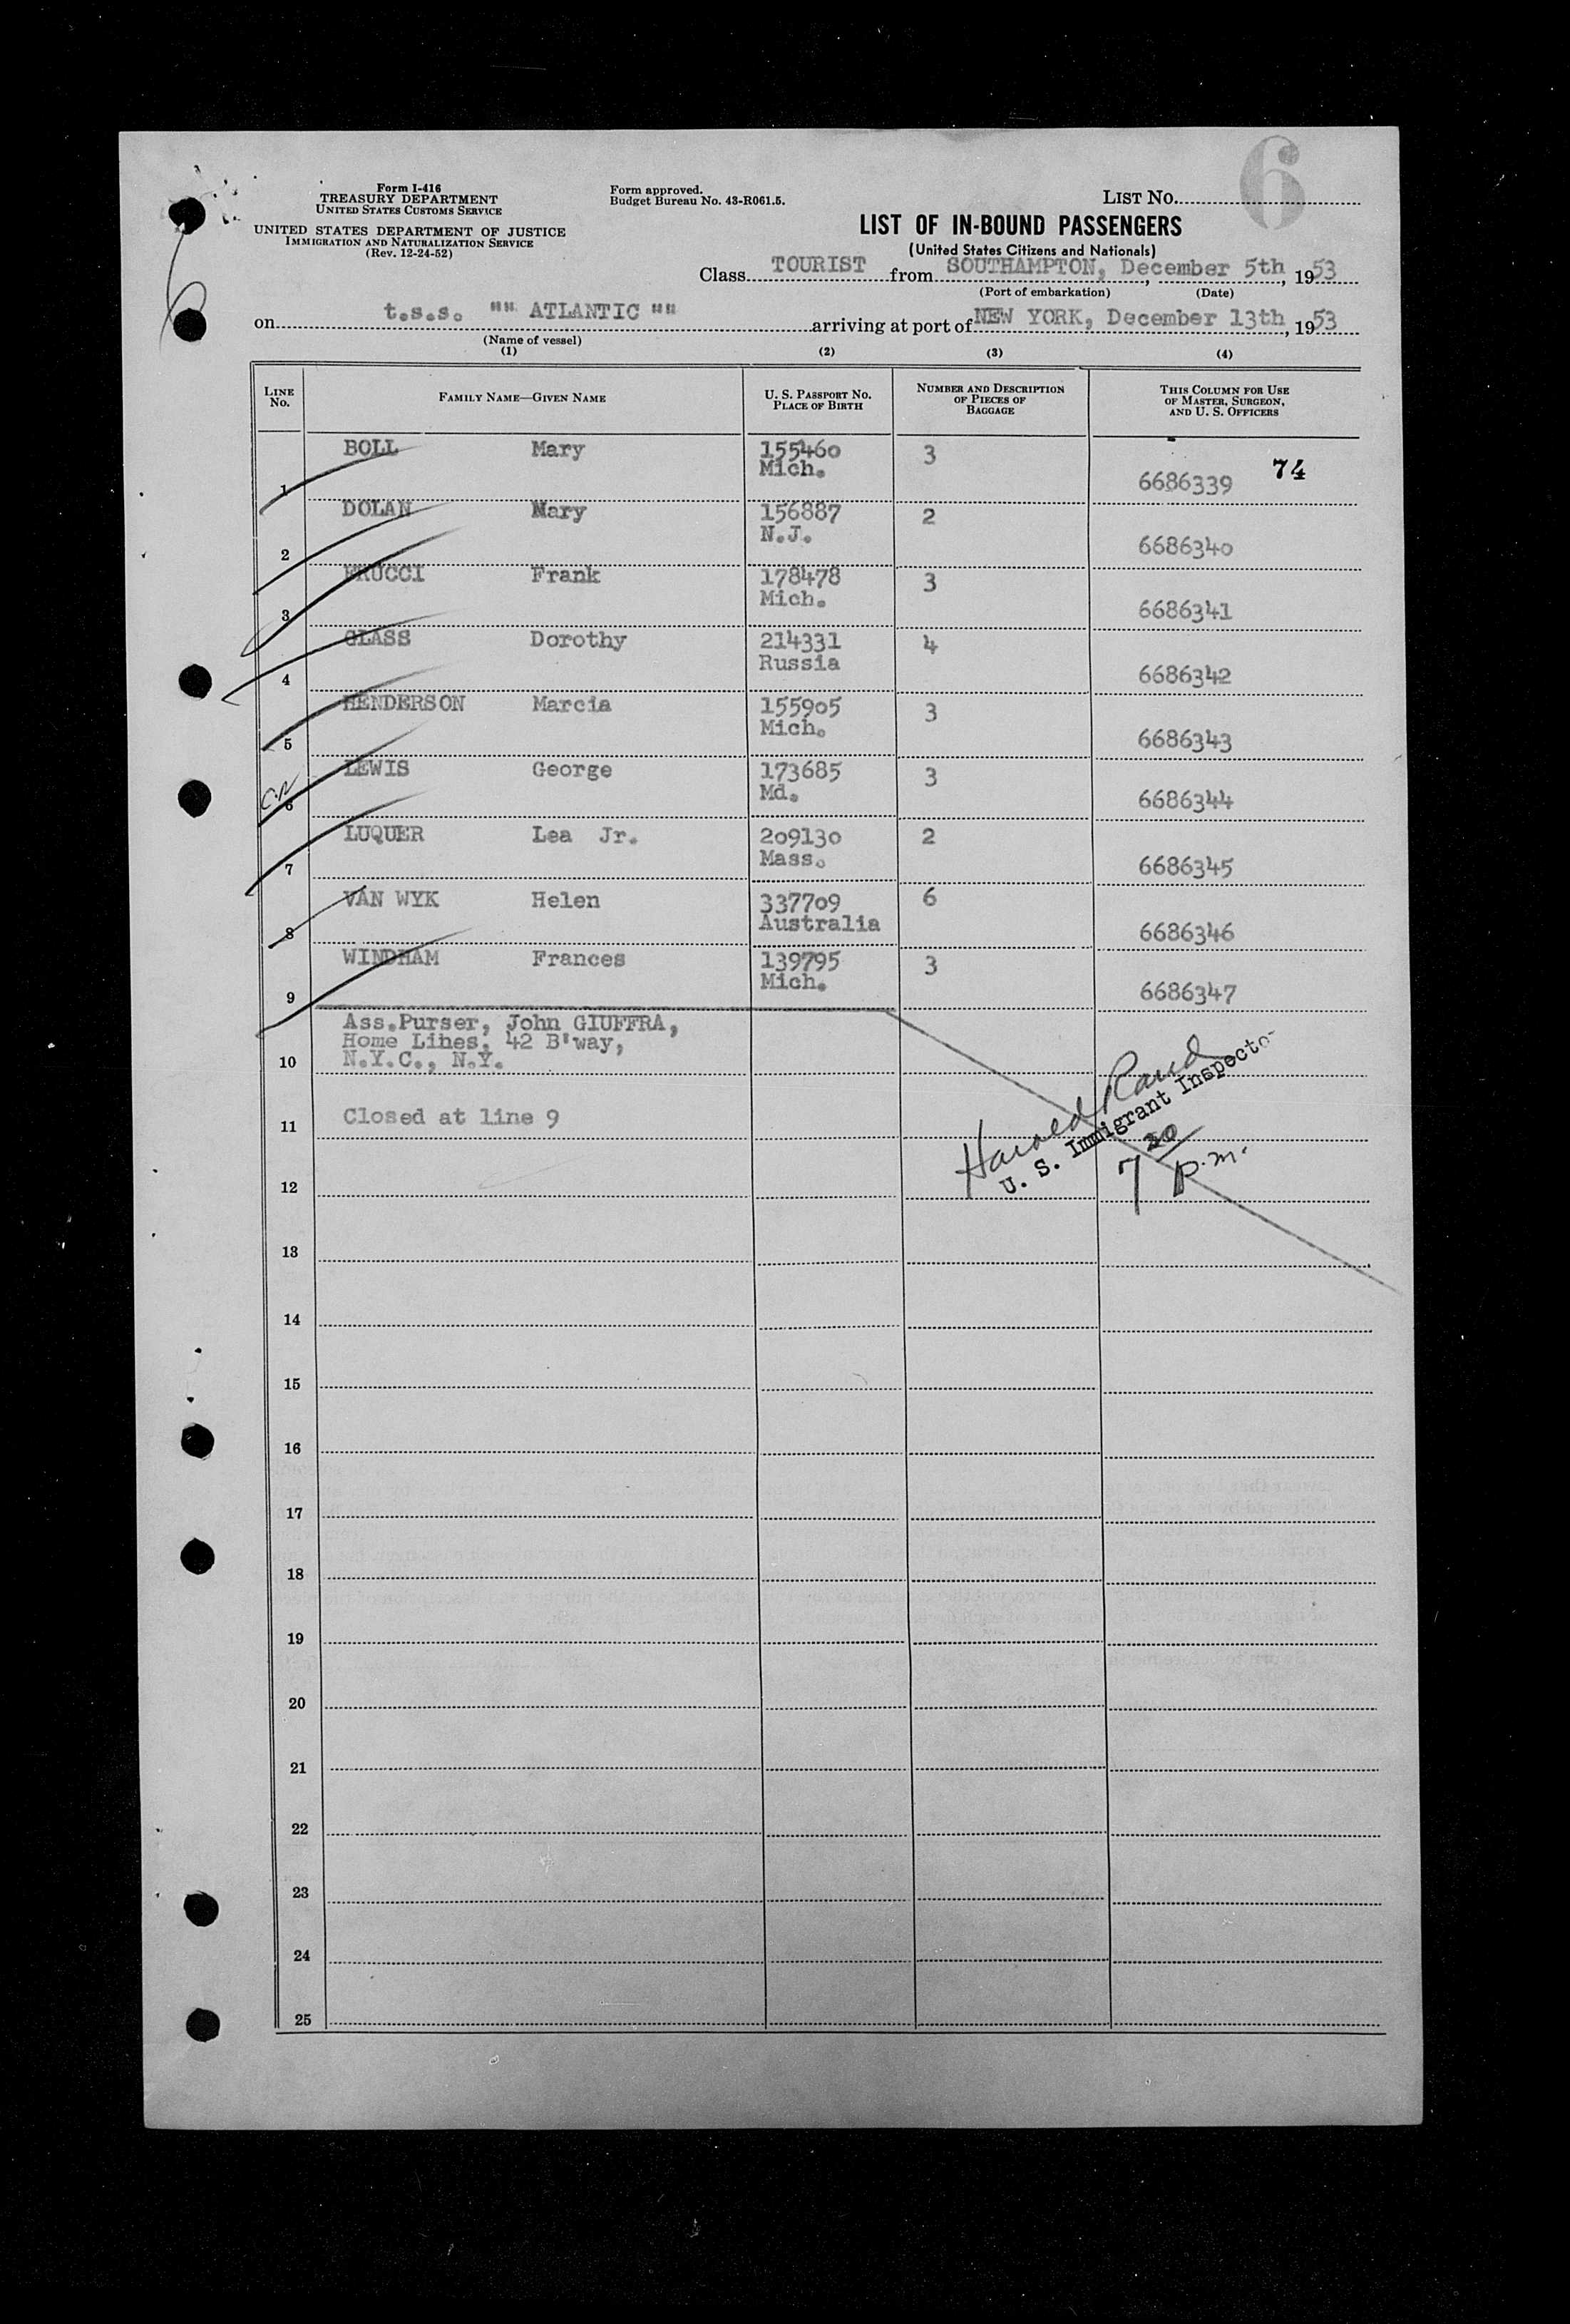 6
Form I-416
TREASURY DEPARTMENT
UNITED STATES CUSTOMS SERVICE
UNITED STATES DEPARTMENT OF JUSTICE
IMMIGRATION AND NATURALIZATION SERVICE
(Rev. 12-24-52)
Form approved.
Budget Bureau No. 43-R061.5.
LIST NO.
LIST OF IN-BOUND PASSENGERS
(United States Citizens and Nationals)
Class TOURIST from SOUTHAMPTON, December 5th, 1953
(Port of embarkation) (Date)
on t.s.s. "" ATLANTIC "" arriving at port of NEW YORK, December 13th, 1953
(Name of vessel)
(1) (2) (3) (4)
LINE NO. FAMILY NAME—GIVEN NAME U. S. PASSPORT NO. PLACE OF BIRTH NUMBER AND DESCRIPTION OF PIECES OF BAGGAGE THIS COLUMN FOR USE OF MASTER, SURGEON, AND U. S. OFFICERS
BOLL Mary 155460 3
Mich.
1 6686339 74
DOLAN Mary 156887 2
N.J.
2 6686340
Frank 178478 3
Mich.
3 6686341
GLASS Dorothy 214331 4
Russia
4 6686342
HENDERSON Marcia 155905 3
Mich.
5 6686343
LEWIS George 173685 3
Md.
6 6686344
LUQUER Lea Jr. 209130 2
Mass.
7 6686345
VAN WYK Helen 337709 6
Australia
8 6686346
WINDHAM Frances 139795 3
Mich.
9 6686347
Ass.Purser, John GIUFFRA,
Home Lines, 42 B'way,
N.Y.C., N.Y.
10
Closed at line 9
11
Harold Rand
U. S. Immigrant Inspector
7 20/ p.m.
12
13
14
15
16
17
18
19
20
21
22
23
24
25